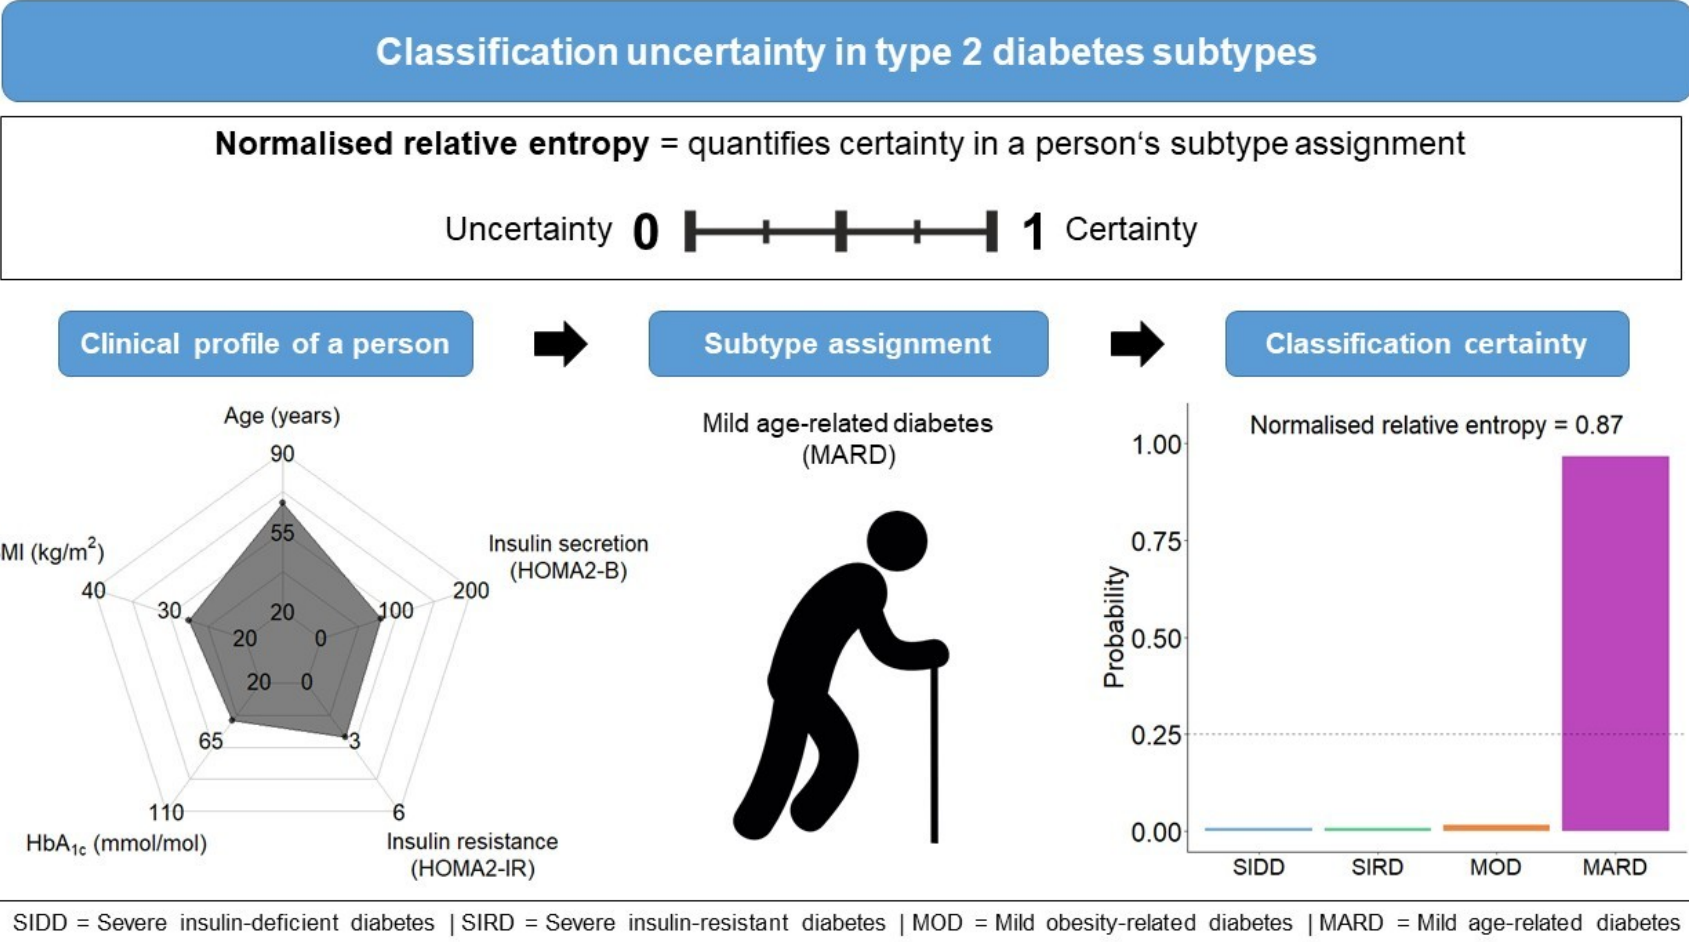 Classification uncertainty in type 2 diabetes subtypes
Normalised relative entropy = quantifies certainty in a person‘s subtype assignment
Uncertainty 0 1 Certainty
Clinical profile of a person
Subtype assignment
Classification certainty
Age (years)
90
55
20
MI (kg/m²)
40
30
20
Insulin secretion
(HOMA2-B)
200
100
0
20
65
110
HbA1c (mmol/mol)
0
3
6
Insulin resistance
(HOMA2-IR)
Mild age-related diabetes
(MARD)
Normalised relative entropy = 0.87
Probability
1.00
0.75
0.50
0.25
0.00
SIDD SIRD MOD MARD
SIDD = Severe insulin-deficient diabetes | SIRD = Severe insulin-resistant diabetes | MOD = Mild obesity-related diabetes | MARD = Mild age-related diabetes